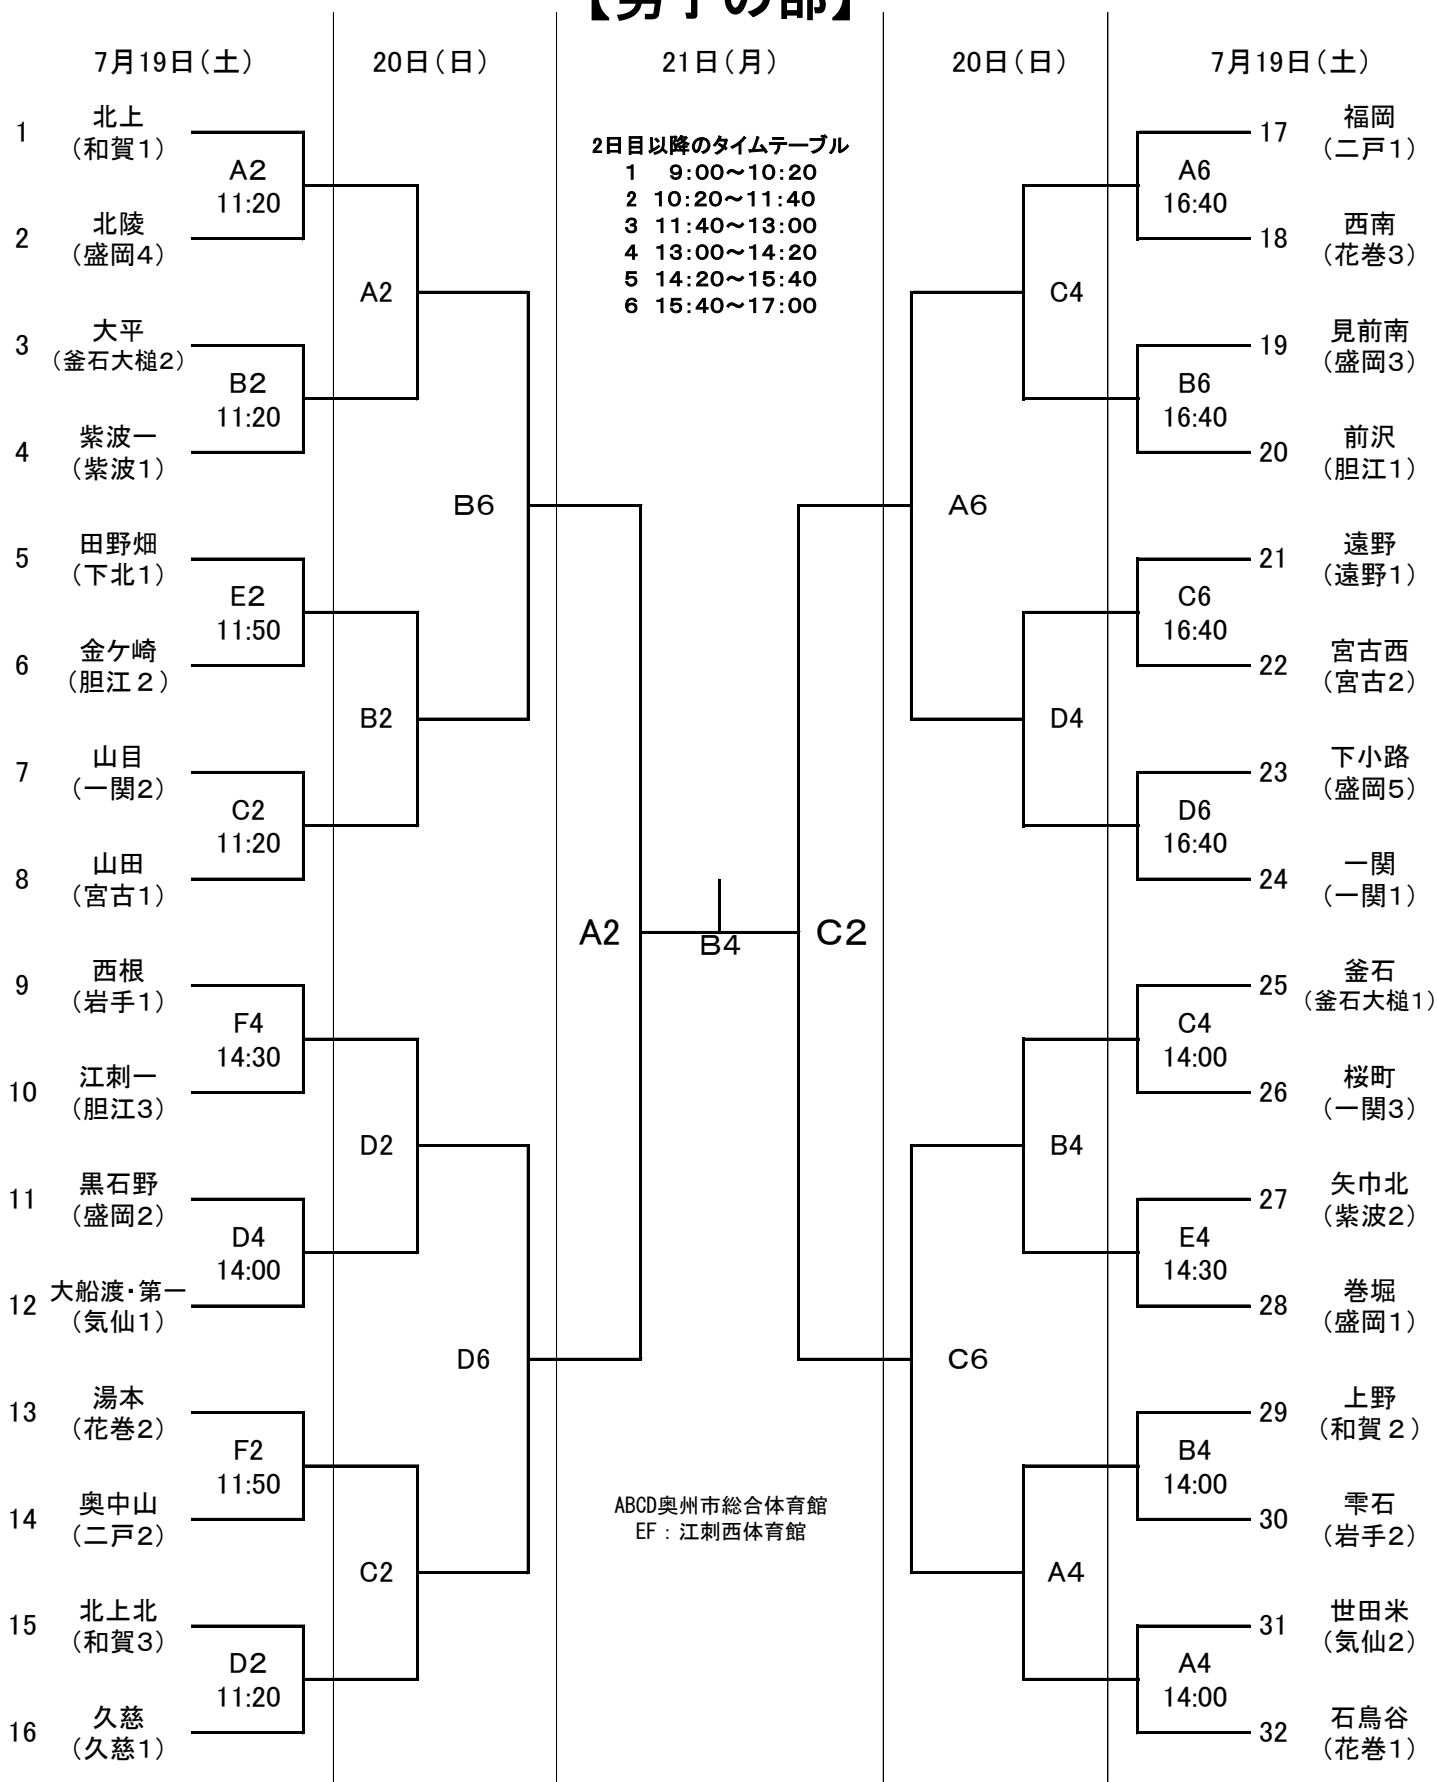 【男子の部】
7月19日(土)
20日(日)
21日(月)
20日(日)
7月19日(土)
2日目以降のタイムテーブル
1 9:00～10:20
2 10:20～11:40
3 11:40～13:00
4 13:00～14:20
5 14:20～15:40
6 15:40～17:00
1 北上
(和賀1)
A2
11:20
2 北陵
(盛岡4)
A2
3 大平
(釜石大槌2)
B2
11:20
4 紫波一
(紫波1)
B6
5 田野畑
(下北1)
E2
11:50
6 金ケ崎
(胆江2)
B2
7 山目
(一関2)
C2
11:20
8 山田
(宮古1)
A2
9 西根
(岩手1)
F4
14:30
10 江刺一
(胆江3)
D2
11 黒石野
(盛岡2)
D4
14:00
12 大船渡・第一
(気仙1)
D6
13 湯本
(花巻2)
F2
11:50
14 奥中山
(二戸2)
C2
15 北上北
(和賀3)
D2
11:20
16 久慈
(久慈1)
B4
ABCD奥州市総合体育館
EF：江刺西体育館
17 福岡
(二戸1)
A6
16:40
18 西南
(花巻3)
C4
19 見前南
(盛岡3)
B6
16:40
20 前沢
(胆江1)
A6
21 遠野
(遠野1)
C6
16:40
22 宮古西
(宮古2)
D4
23 下小路
(盛岡5)
D6
16:40
24 一関
(一関1)
C2
25 釜石
(釜石大槌1)
C4
14:00
26 桜町
(一関3)
B4
27 矢巾北
(紫波2)
E4
14:30
28 巻堀
(盛岡1)
C6
29 上野
(和賀2)
B4
14:00
30 雫石
(岩手2)
A4
31 世田米
(気仙2)
A4
14:00
32 石鳥谷
(花巻1)